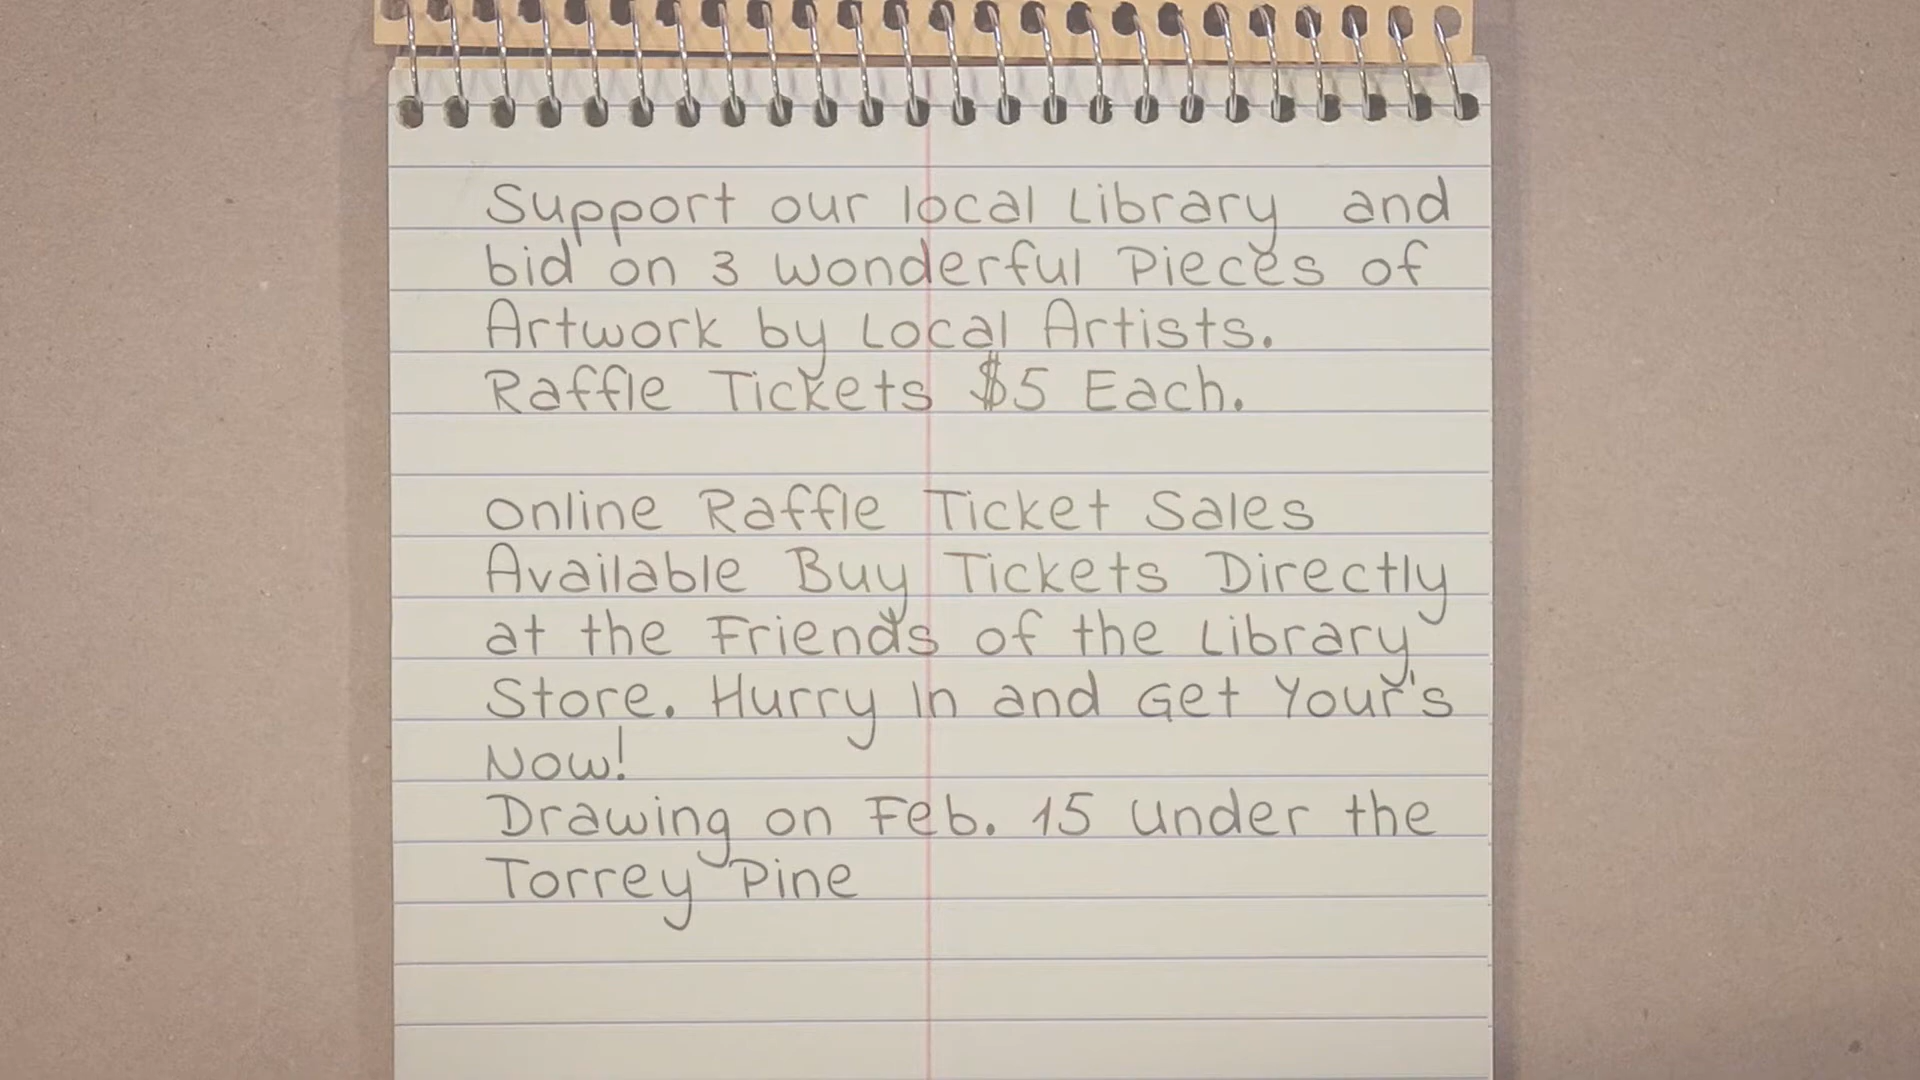 Support our local Library and
bid on 3 wonderful Pieces of
Artwork by Local Artists.
Raffle Tickets $5 Each.
Online Raffle Ticket Sales
Available Buy Tickets Directly
at the Friends of the Library
Store. Hurry In and Get Your's
Now!
Drawing on Feb. 15 under the
Torrey Pine